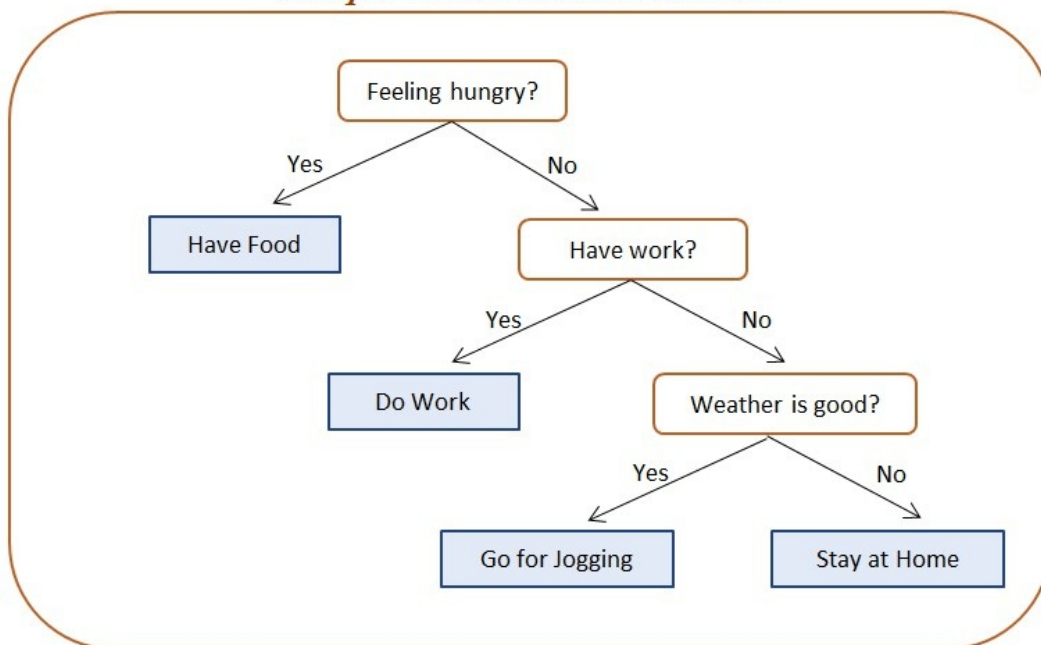 Feeling hungry?
Yes
No
Have Food
Have work?
Yes
No
Do Work
Weather is good?
Yes
No
Go for Jogging
Stay at Home